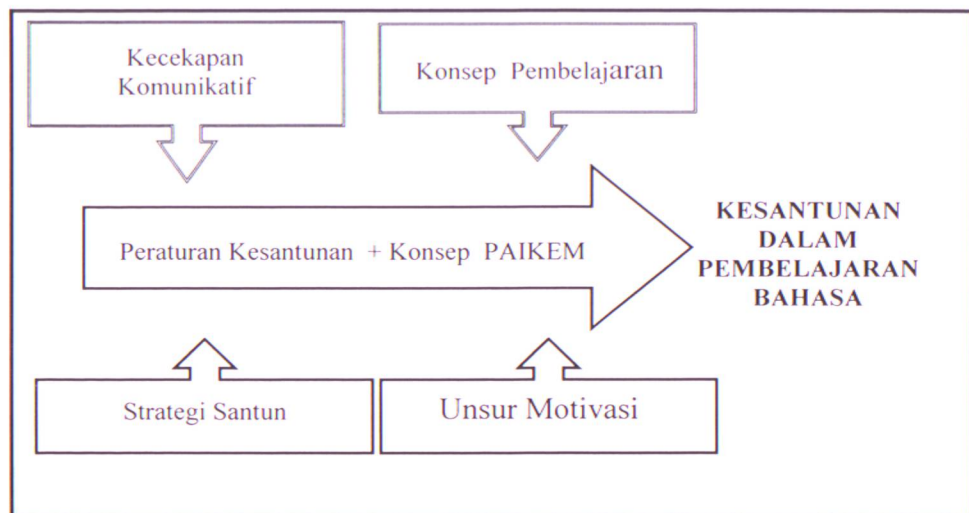 Kecekapan
Komunikatif
Konsep Pembelajaran
Peraturan Kesantunan + Konsep PAIKEM
KESANTUNAN
DALAM
PEMBELAJARAN
BAHASA
Strategi Santun
Unsur Motivasi